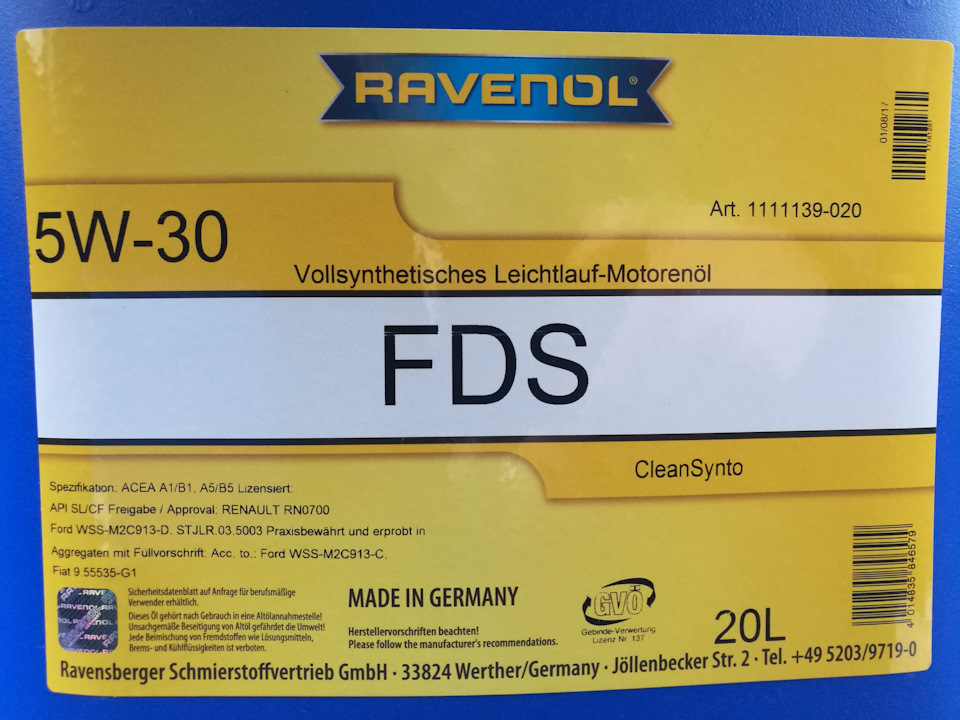 RAVENOL®
01/08/17
Art. 1111139-020
5W-30
Vollsynthetisches Leichtlauf-Motorenöl
FDS
CleanSynto
Spezifikation: ACEA A1/B1, A5/B5 Lizensiert:
API SL/CF Freigabe / Approval: RENAULT RN0700
Ford WSS-M2C913-D. STJLR.03.5003 Praxisbewährt und erprobt in
Aggregaten mit Füllvorschrift: Acc. to.: Ford WSS-M2C913-C.
Fiat 9.55535-G1
Sicherheitsdatenblatt auf Anfrage für berufsmäßige
Verwender erhältlich.
Dieses Öl gehört nach Gebrauch in eine Altölannahmestelle!
Unsachgemäße Beseitigung von Altöl gefährdet die Umwelt!
Jede Beimischung von Fremdstoffen wie Lösungsmitteln,
Brems- und Kühlflüssigkeiten ist verboten.
MADE IN GERMANY
Herstellervorschriften beachten!
Please follow the manufacturer's recommendations.
GVÖ
Gebinde-Verwertung
Lizenz Nr. 137
20L
4 014835 846579
Ravensberger Schmierstoffvertrieb GmbH · 33824 Werther/Germany · Jöllenbecker Str. 2 · Tel. +49 5203/9719-0